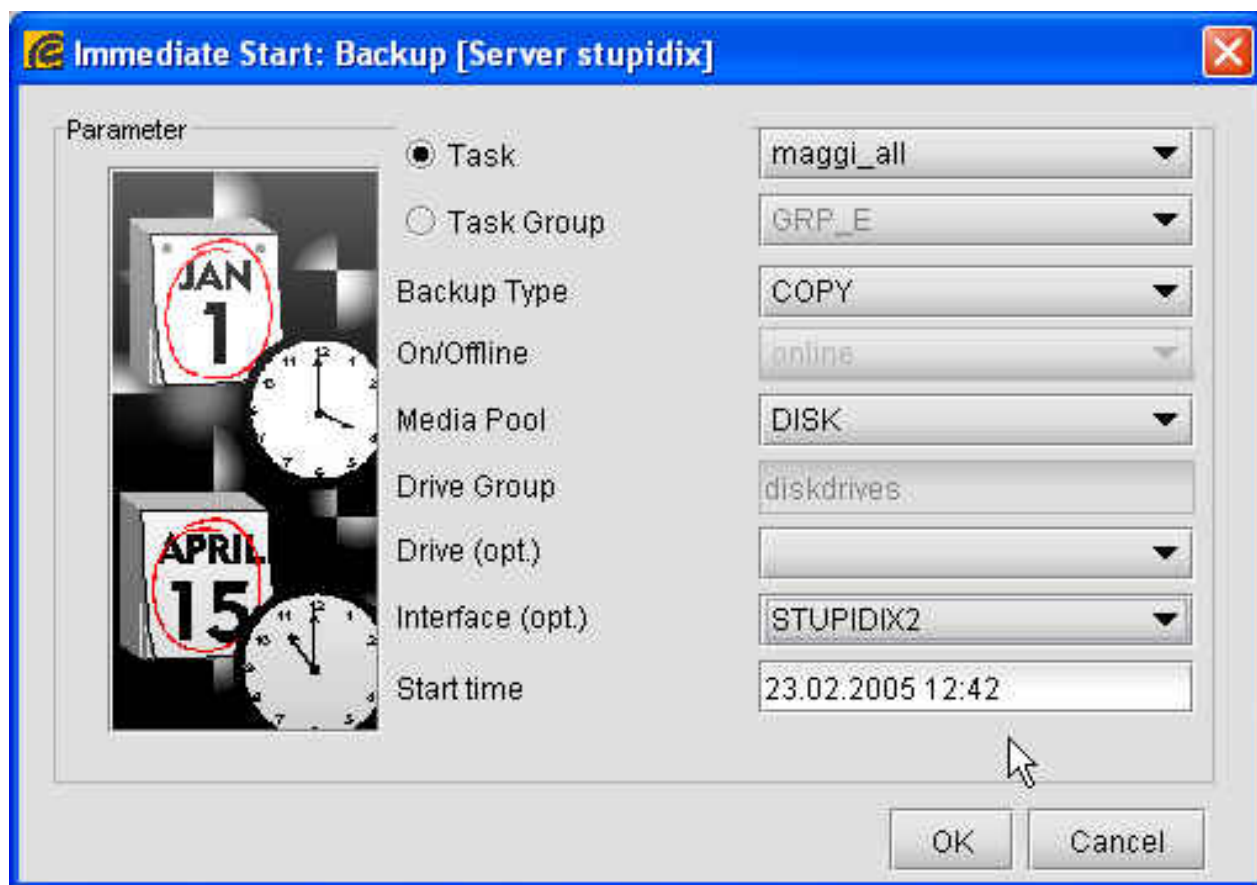 Immediate Start: Backup [Server stupidix]
Parameter
Task
maggi_all
Task Group
GRP_E
Backup Type
COPY
On/Offline
online
Media Pool
DISK
Drive Group
diskdrives
Drive (opt.)
Interface (opt.)
STUPIDIX2
Start time
23.02.2005 12:42
JAN
1
APRIL
15
OK
Cancel